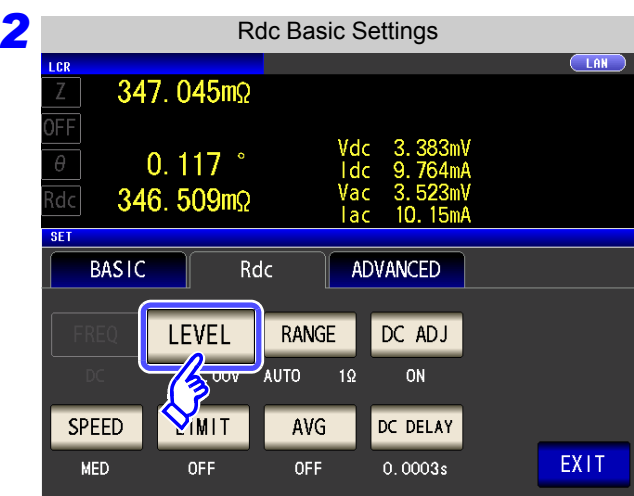 2
Rdc Basic Settings
LCR
LAN
Z 347.045mΩ
OFF
θ 0.117 °
Rdc 346.509mΩ
Vdc 3.383mV
Idc 9.764mA
Vac 3.523mV
Iac 10.15mA
SET
BASIC Rdc ADVANCED
FREQ LEVEL RANGE DC ADJ
DC 00V AUTO 1Ω ON
SPEED LIMIT AVG DC DELAY
MED OFF OFF 0.0003s
EXIT